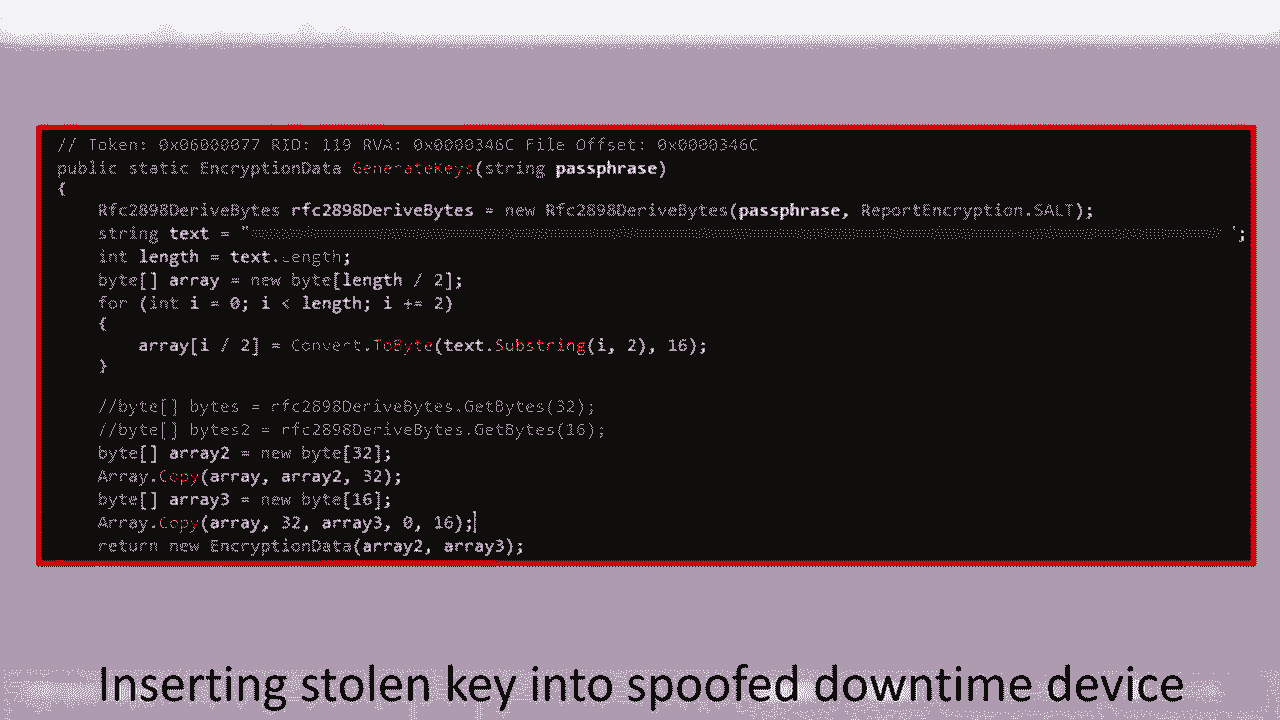 // Token: 0x06000077 RID: 119 RVA: 0x0000346C File Offset: 0x0000346C
public static EncryptionData GenerateKeys(string passphrase)
{
Rfc2898DeriveBytes rfc2898DeriveBytes = new Rfc2898DeriveBytes(passphrase, ReportEncryption.SALT);
string text = " ";
int length = text.Length;
byte[] array = new byte[length / 2];
for (int i = 0; i < length; i += 2)
{
array[i / 2] = Convert.ToByte(text.Substring(i, 2), 16);
}
//byte[] bytes = rfc2898DeriveBytes.GetBytes(32);
//byte[] bytes2 = rfc2898DeriveBytes.GetBytes(16);
byte[] array2 = new byte[32];
Array.Copy(array, array2, 32);
byte[] array3 = new byte[16];
Array.Copy(array, 32, array3, 0, 16);
return new EncryptionData(array2, array3);
Inserting stolen key into spoofed downtime device